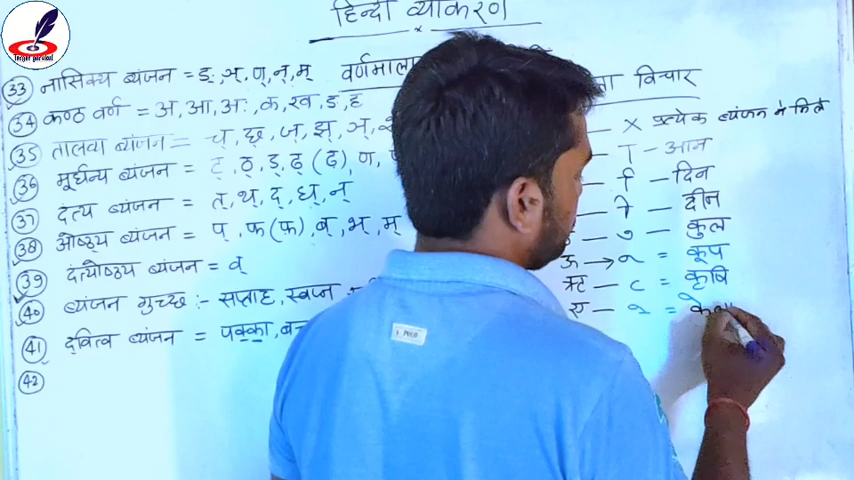 हिन्दी व्याकरण
वर्णमाला विचार
33 नासिक्य व्यंजन = ङ्, ञ्, ण्, न्, म्
34 कण्ठ वर्ण = अ, आ, अः, क, ख, ङ, ह
35 तालव्य व्यंजन = च्, छ्, ज्, झ्, ञ्,
36 मूर्धन्य व्यंजन = ट्, ठ्, ड्, ढ् (ढ़), ण,
37 दंत्य व्यंजन = त्, थ्, द्, ध्, न्
38 ओष्ठ्य व्यंजन = प्, फ (फ़), ब्, भ्, म्
39 दंत्योष्ठ्य व्यंजन = व्
40 व्यंजन गुच्छ :- सप्ताह, स्वप्न
41 द्वित्व व्यंजन = पक्का,
42
— X प्रत्येक व्यंजन में मिले
— ा — आन
— ि — दिन
— ी — दीन
— ु — कुल
ऊ → ू = कूप
ऋ — ृ = कृषि
ए — े = केला
POLO